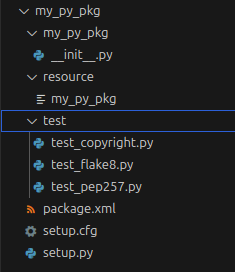 my_py_pkg
my_py_pkg
__init__.py
resource
my_py_pkg
test
test_copyright.py
test_flake8.py
test_pep257.py
package.xml
setup.cfg
setup.py